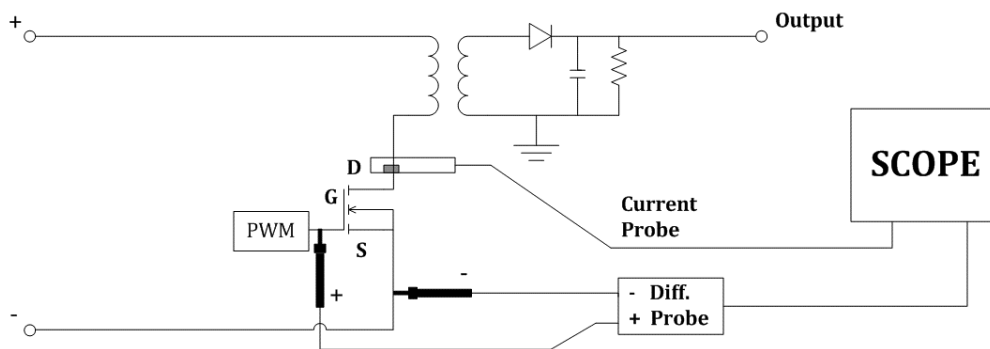 +
Output
D
SCOPE
G
Current
Probe
PWM
S
-
+
- Diff.
+ Probe
-